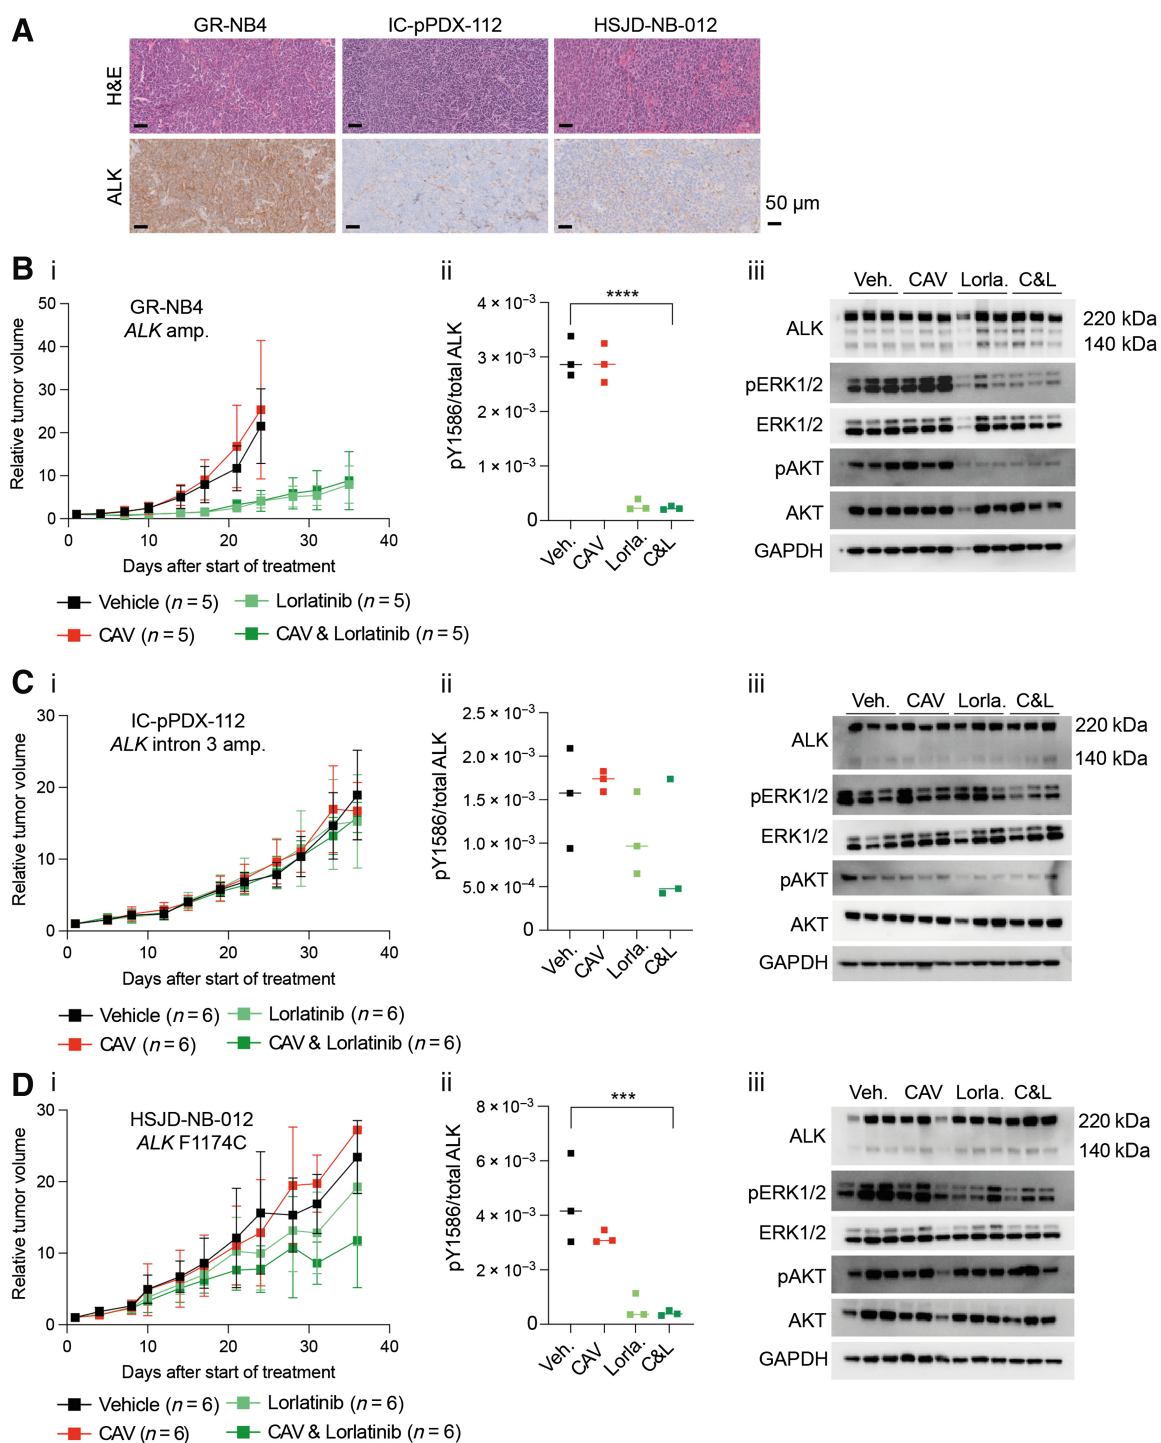 A
GR-NB4 IC-pPDX-112 HSJD-NB-012
H&E
ALK
50 µm
B i ii iii
GR-NB4
ALK amp.
Relative tumor volume
50
40
30
20
10
0
0 10 20 30 40
Days after start of treatment
Vehicle (n = 5) Lorlatinib (n = 5)
CAV (n = 5) CAV & Lorlatinib (n = 5)
pY1586/total ALK
4 × 10⁻³
3 × 10⁻³
2 × 10⁻³
1 × 10⁻³
0
****
Veh. CAV Lorla. C&L
Veh. CAV Lorla. C&L
ALK 220 kDa
140 kDa
pERK1/2
ERK1/2
pAKT
AKT
GAPDH
C i ii iii
IC-pPDX-112
ALK intron 3 amp.
Relative tumor volume
30
20
10
0
0 10 20 30 40
Days after start of treatment
Vehicle (n = 6) Lorlatinib (n = 6)
CAV (n = 6) CAV & Lorlatinib (n = 6)
pY1586/total ALK
2.5 × 10⁻³
2.0 × 10⁻³
1.5 × 10⁻³
1.0 × 10⁻³
5.0 × 10⁻⁴
0
Veh. CAV Lorla. C&L
Veh. CAV Lorla. C&L
ALK 220 kDa
140 kDa
pERK1/2
ERK1/2
pAKT
AKT
GAPDH
D i ii iii
HSJD-NB-012
ALK F1174C
Relative tumor volume
30
20
10
0
0 10 20 30 40
Days after start of treatment
Vehicle (n = 6) Lorlatinib (n = 6)
CAV (n = 6) CAV & Lorlatinib (n = 6)
pY1586/total ALK
8 × 10⁻³
6 × 10⁻³
4 × 10⁻³
2 × 10⁻³
0
***
Veh. CAV Lorla. C&L
Veh. CAV Lorla. C&L
ALK 220 kDa
140 kDa
pERK1/2
ERK1/2
pAKT
AKT
GAPDH